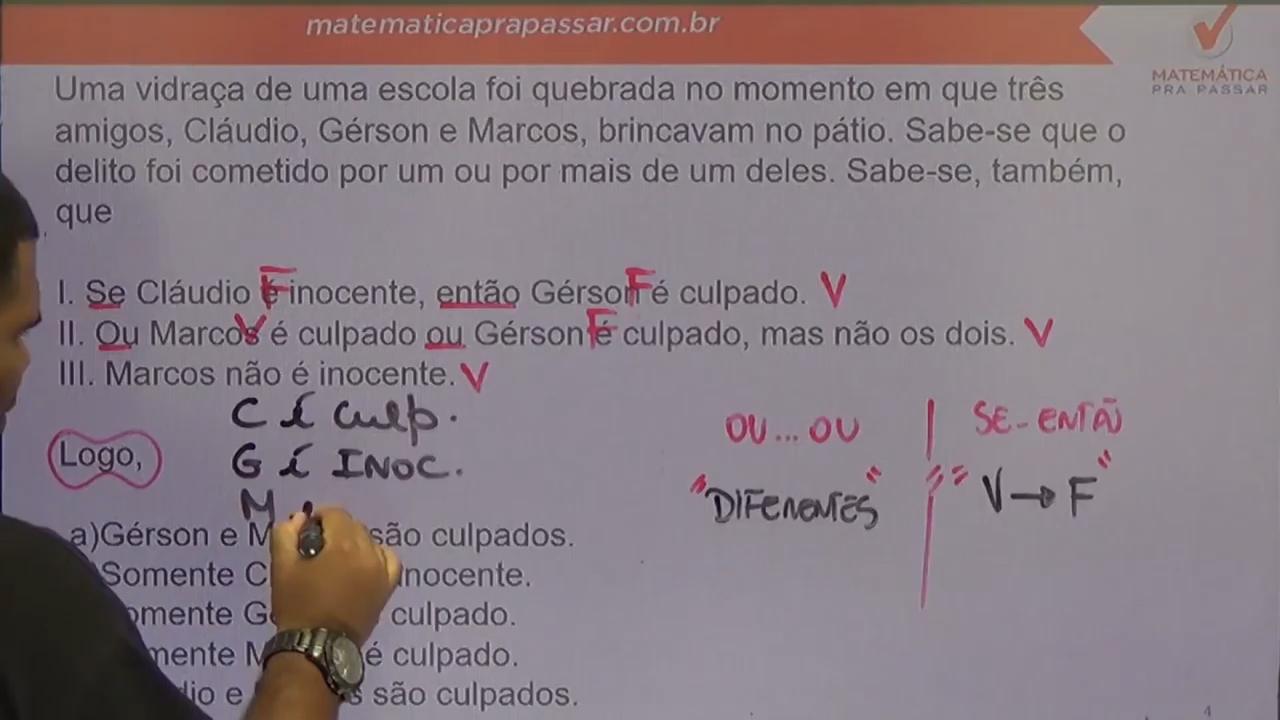 matematicaprapassar.com.br
MATEMÁTICA
PRA PASSAR
Uma vidraça de uma escola foi quebrada no momento em que três
amigos, Cláudio, Gérson e Marcos, brincavam no pátio. Sabe-se que o
delito foi cometido por um ou por mais de um deles. Sabe-se, também,
que
F F
I. Se Cláudio é inocente, então Gérson é culpado. V
V F
II. Ou Marcos é culpado ou Gérson é culpado, mas não os dois. V
III. Marcos não é inocente. V
C é culp.
Logo,
G é INOC.
M
OU...OU
"DIFERENTES"
SE-ENTÃO
"V→F"
a)Gérson e são culpados.
Somente inocente.
culpado.
é culpado.
e são culpados.
4